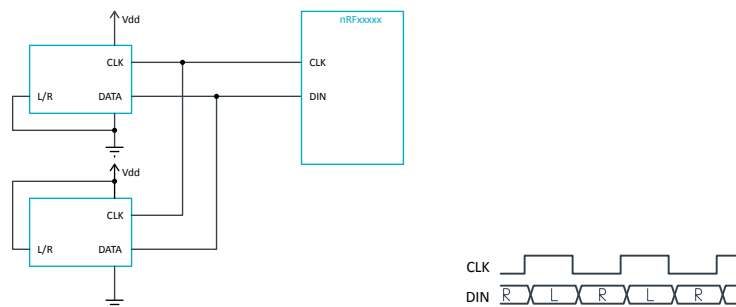 Vdd
nRFxxxxx
CLK
CLK
L/R
DATA
DIN
Vdd
CLK
L/R
DATA
CLK
DIN
R L R L R